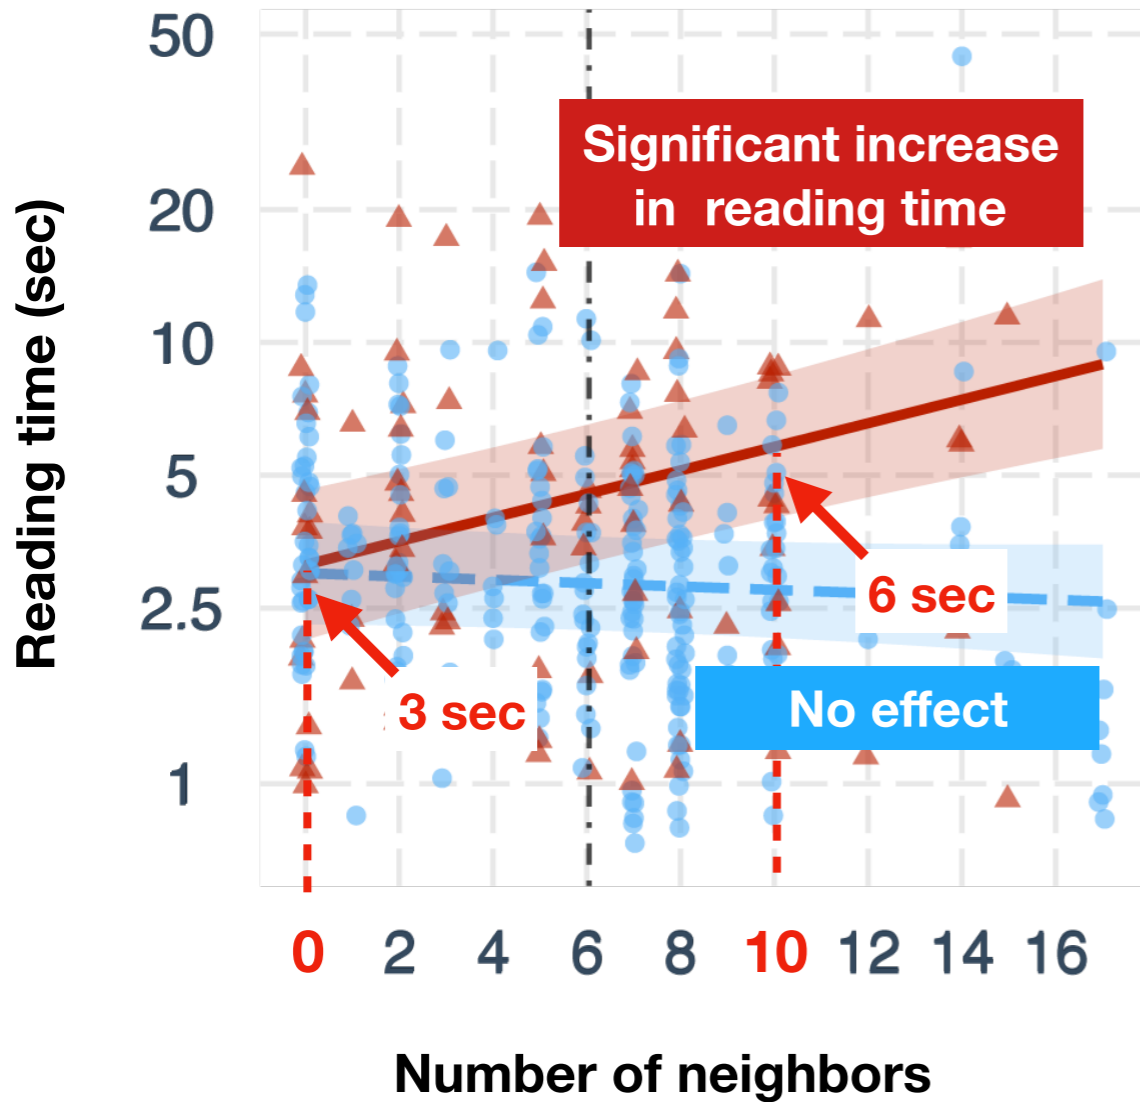 50
20
10
5
2.5
1
Reading time (sec)
Significant increase
in reading time
6 sec
3 sec
No effect
0 2 4 6 8 10 12 14 16
Number of neighbors